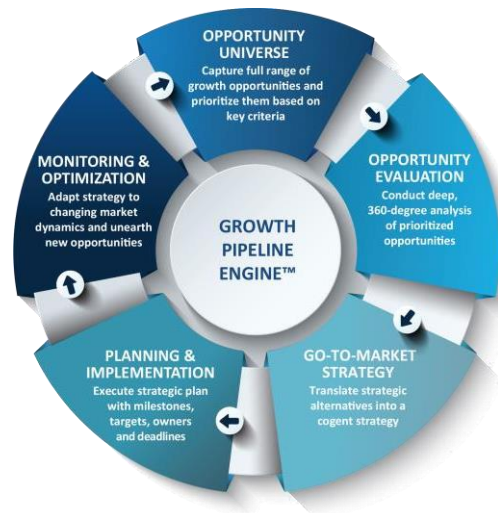 OPPORTUNITY
UNIVERSE
Capture full range of
growth opportunities and
prioritize them based on
key criteria
OPPORTUNITY
EVALUATION
Conduct deep,
360-degree analysis
of prioritized
opportunities
GO-TO-MARKET
STRATEGY
Translate strategic
alternatives into a
cogent strategy
PLANNING &
IMPLEMENTATION
Execute strategic plan
with milestones,
targets, owners
and deadlines
MONITORING &
OPTIMIZATION
Adapt strategy to
changing market
dynamics and unearth
new opportunities
GROWTH
PIPELINE
ENGINE™